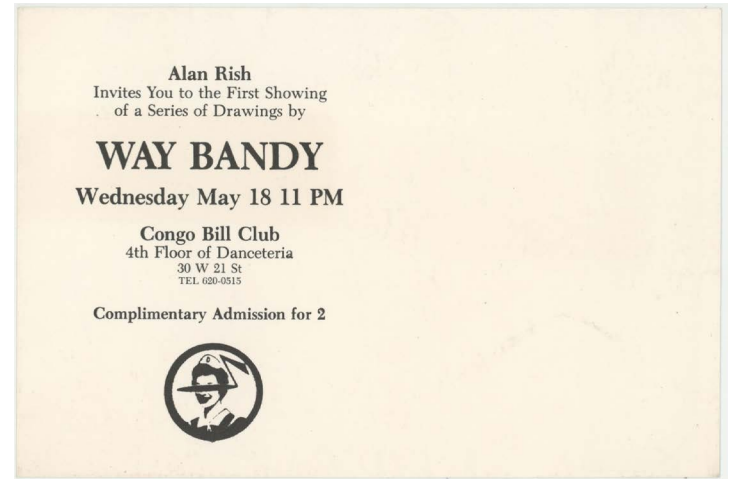 Alan Rish
Invites You to the First Showing
of a Series of Drawings by
WAY BANDY
Wednesday May 18 11 PM
Congo Bill Club
4th Floor of Danceteria
30 W 21 St
TEL 620-0515
Complimentary Admission for 2